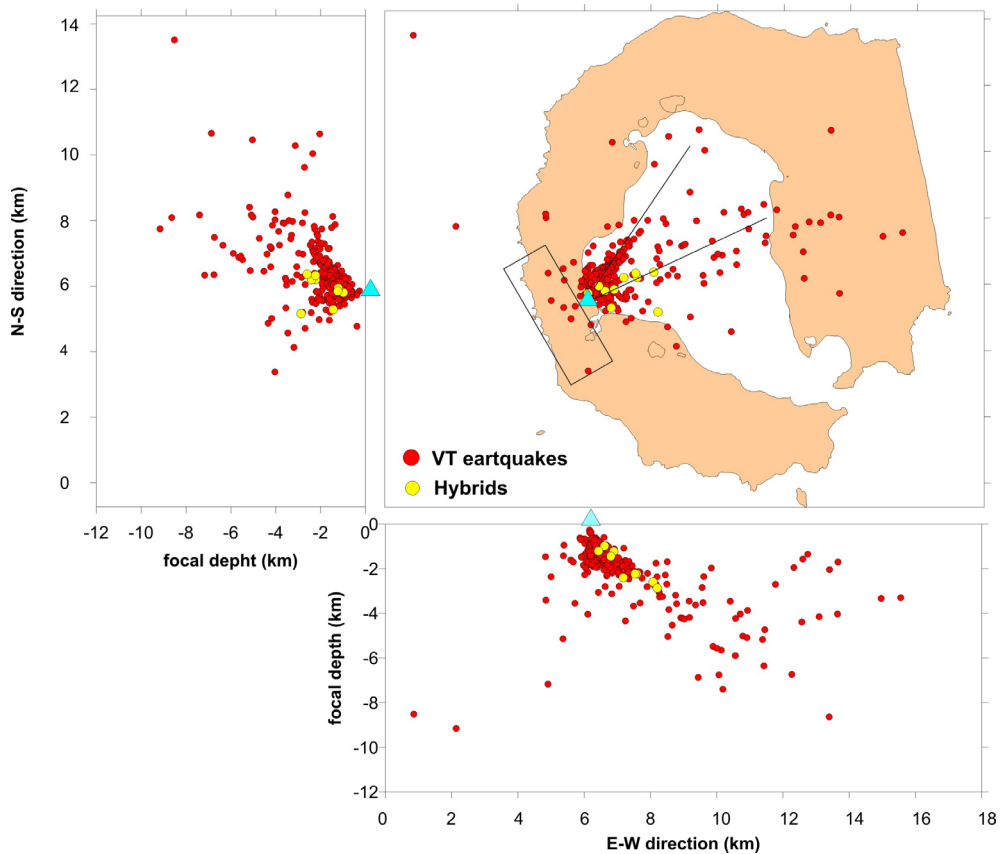 14
12
10
8
6
4
2
0
N-S direction (km)
-12 -10 -8 -6 -4 -2 0
focal depht (km)
VT eartquakes
Hybrids
0
-2
-4
-6
-8
-10
-12
focal depth (km)
0 2 4 6 8 10 12 14 16 18
E-W direction (km)